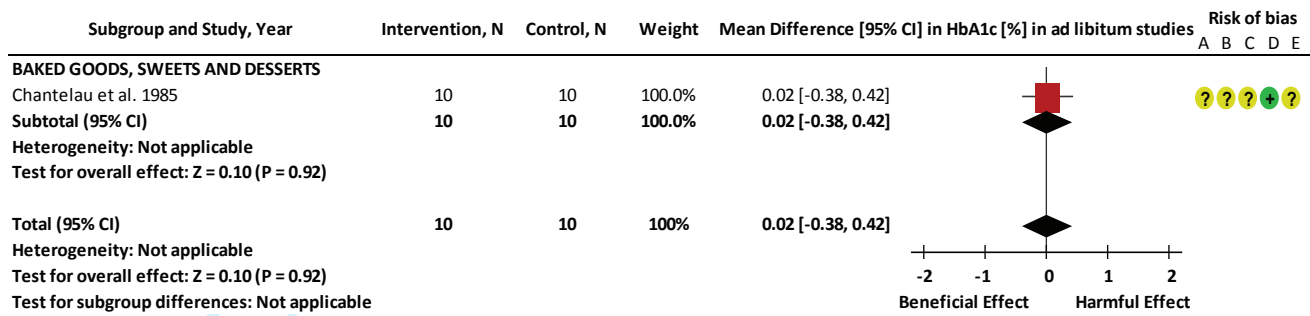 Subgroup and Study, Year Intervention, N Control, N Weight Mean Difference [95% CI] in HbA1c [%] in ad libitum studies Risk of bias
A B C D E
BAKED GOODS, SWEETS AND DESSERTS
Chantelau et al. 1985 10 10 100.0% 0.02 [-0.38, 0.42] ? ? ? + ?
Subtotal (95% CI) 10 10 100.0% 0.02 [-0.38, 0.42]
Heterogeneity: Not applicable
Test for overall effect: Z = 0.10 (P = 0.92)
Total (95% CI) 10 10 100% 0.02 [-0.38, 0.42]
Heterogeneity: Not applicable
Test for overall effect: Z = 0.10 (P = 0.92)
-2 -1 0 1 2
Test for subgroup differences: Not applicable
Beneficial Effect Harmful Effect